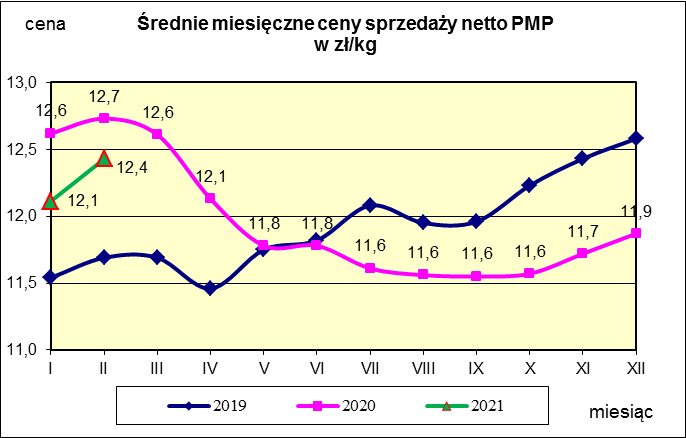 cena
Średnie miesięczne ceny sprzedaży netto PMP
w zł/kg
13,0
12,5
12,0
11,5
11,0
12,6
12,7
12,6
12,1
11,8
11,8
11,6
11,6
11,6
11,6
11,7
11,9
12,1
12,4
I
II
III
IV
V
VI
VII
VIII
IX
X
XI
XII
2019
2020
2021
miesiąc